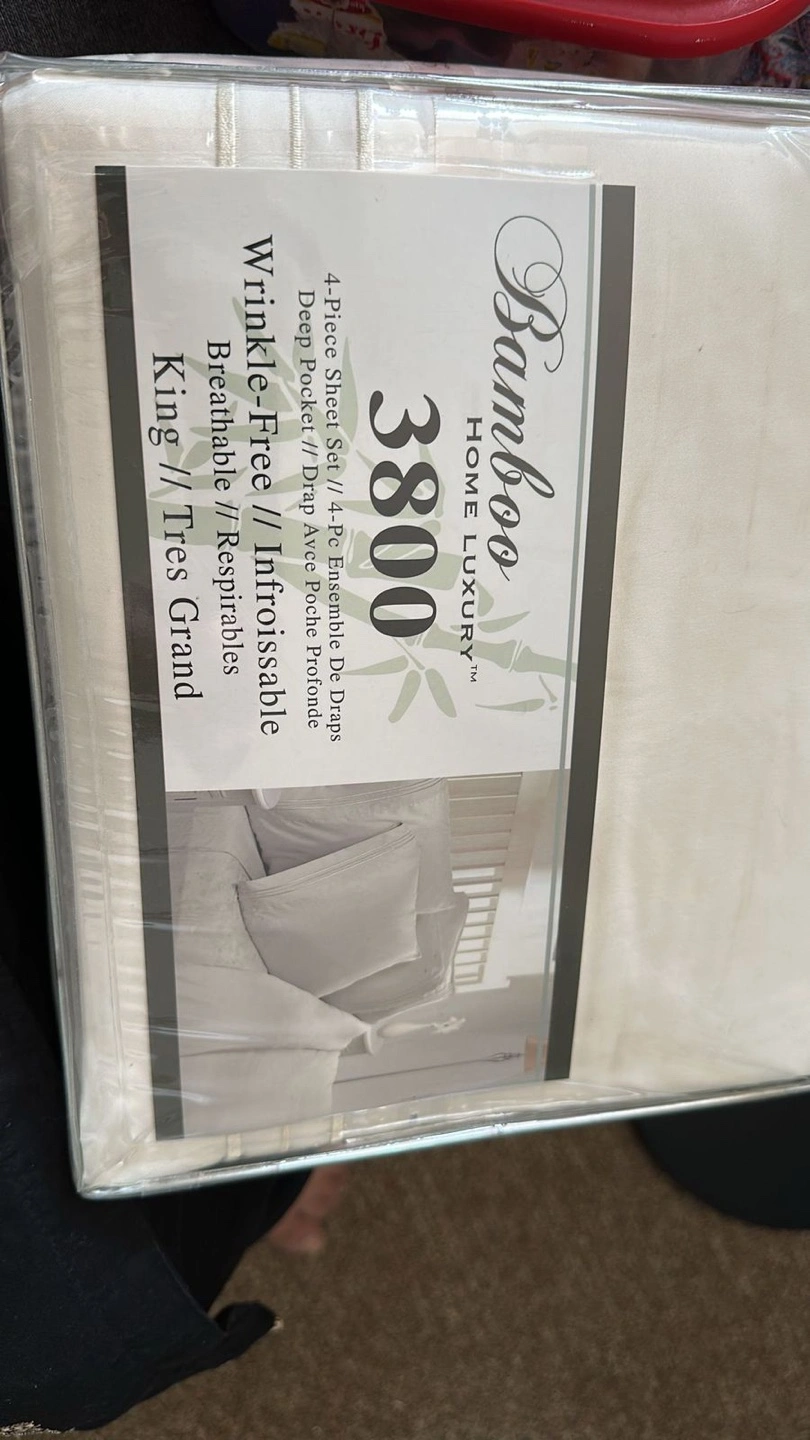 Bamboo
HOME LUXURY™
3800
4-Piece Sheet Set // 4-Pc Ensemble De Draps
Deep Pocket // Drap Avce Poche Profonde
Wrinkle-Free // Infroissable
Breathable // Respirables
King // Tres Grand